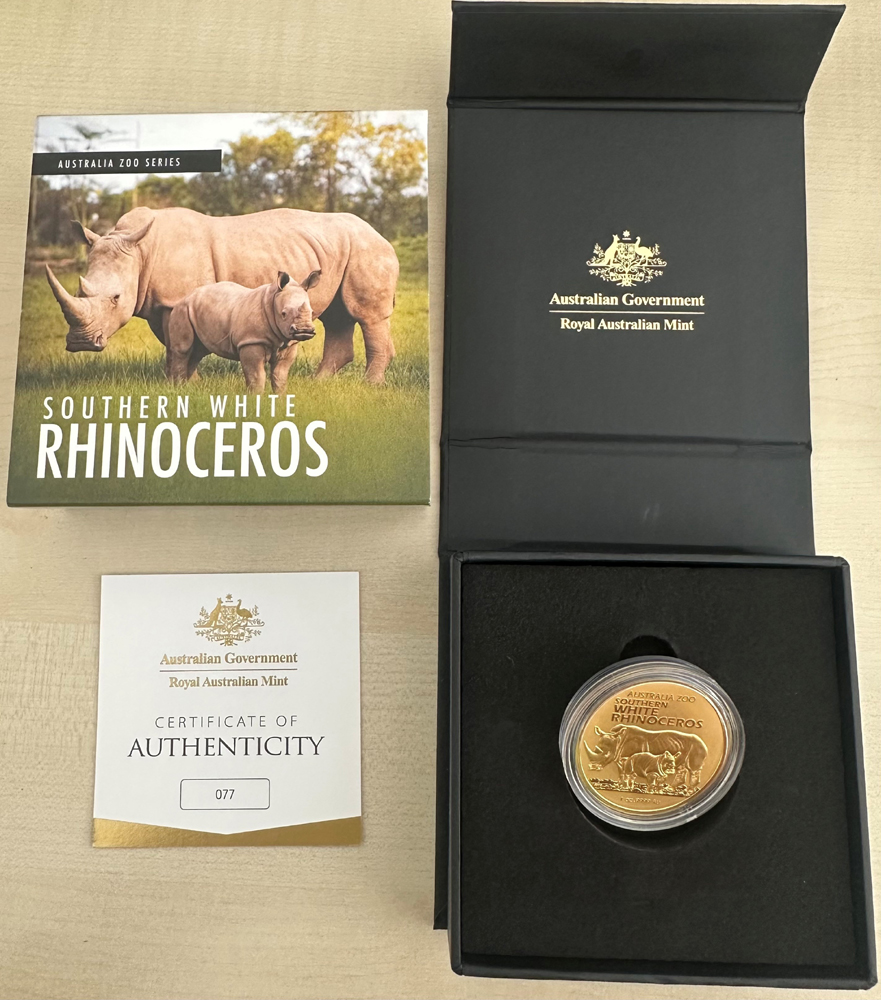 AUSTRALIA ZOO SERIES
SOUTHERN WHITE
RHINOCEROS
Australian Government
Royal Australian Mint
Australian Government
Royal Australian Mint
CERTIFICATE OF
AUTHENTICITY
077
AUSTRALIA ZOO
SOUTHERN
WHITE
RHINOCEROS